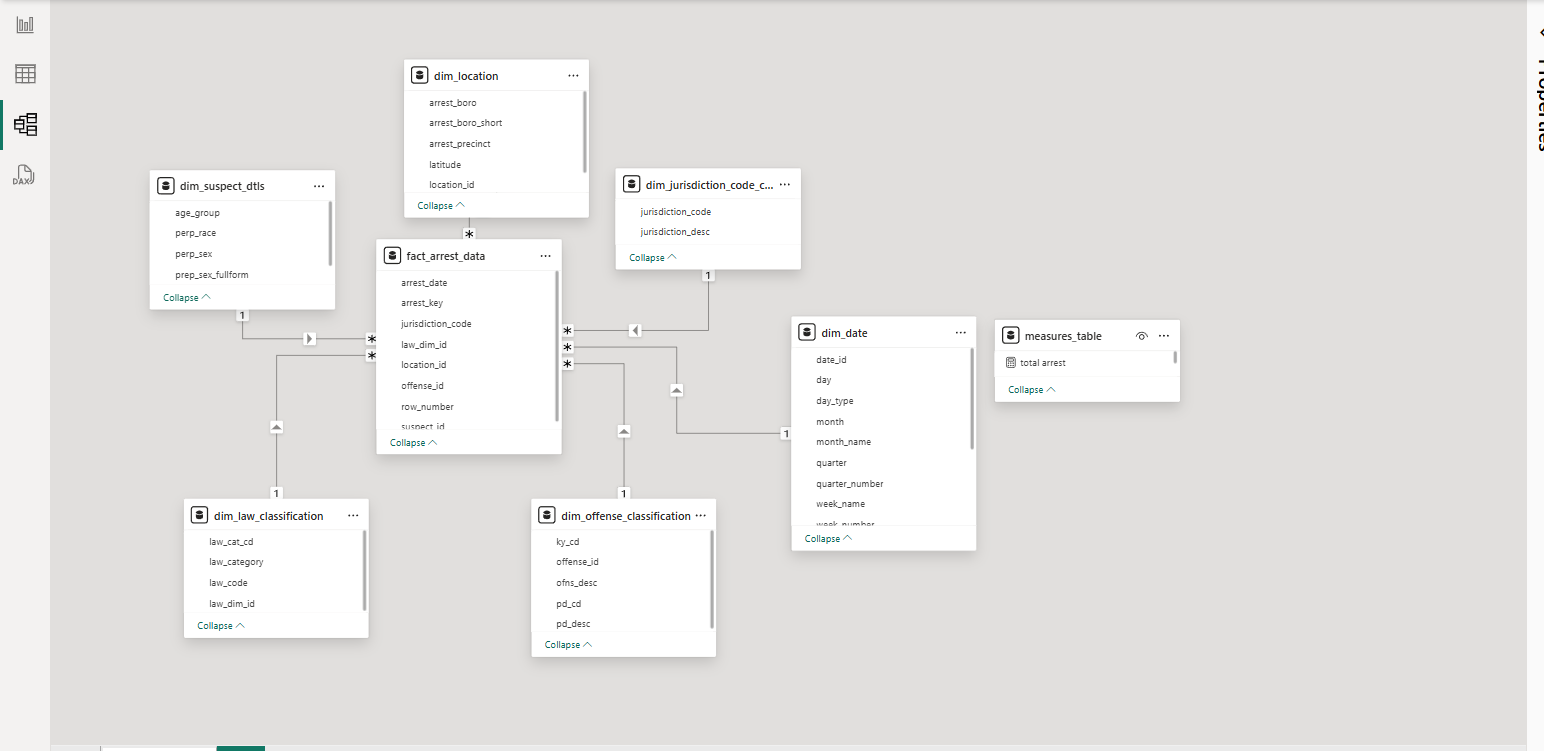 dim_location
arrest_boro
arrest_boro_short
arrest_precinct
latitude
location_id
Collapse
dim_suspect_dtls
age_group
perp_race
perp_sex
prep_sex_fullform
Collapse
dim_jurisdiction_code_c...
jurisdiction_code
jurisdiction_desc
Collapse
fact_arrest_data
arrest_date
arrest_key
jurisdiction_code
law_dim_id
location_id
offense_id
row_number
suspect_id
Collapse
*
1
*
*
1
*
*
*
1
1
1
dim_date
date_id
day
day_type
month
month_name
quarter
quarter_number
week_name
week_number
Collapse
measures_table
total arrest
Collapse
dim_law_classification
law_cat_cd
law_category
law_code
law_dim_id
Collapse
dim_offense_classification
ky_cd
offense_id
ofns_desc
pd_cd
pd_desc
Collapse
DAX
Properties